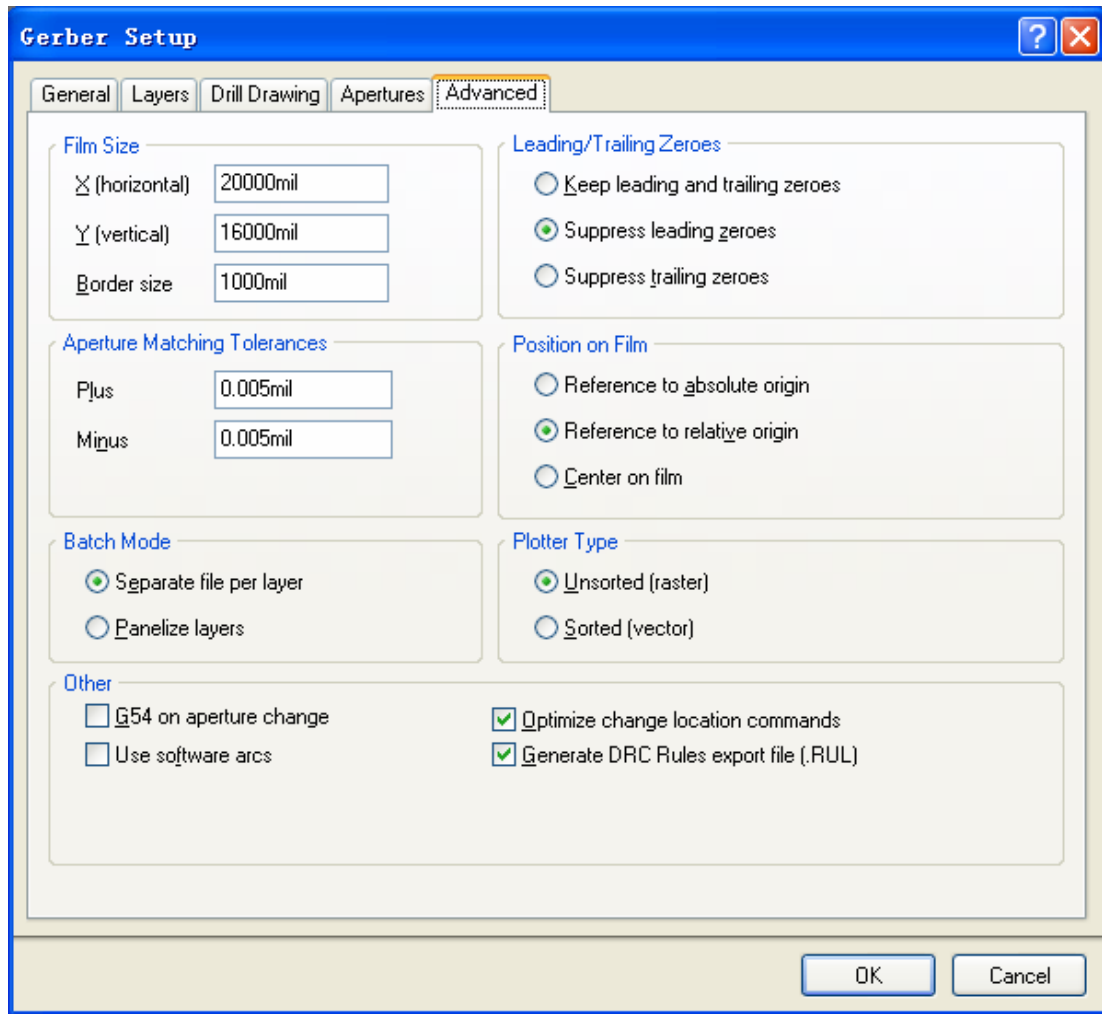 Gerber Setup
General Layers Drill Drawing Apertures Advanced
Film Size
X (horizontal) 20000mil
Y (vertical) 16000mil
Border size 1000mil
Leading/Trailing Zeroes
Keep leading and trailing zeroes
Suppress leading zeroes
Suppress trailing zeroes
Aperture Matching Tolerances
Plus 0.005mil
Minus 0.005mil
Position on Film
Reference to absolute origin
Reference to relative origin
Center on film
Batch Mode
Separate file per layer
Panelize layers
Plotter Type
Unsorted (raster)
Sorted (vector)
Other
G54 on aperture change
Use software arcs
Optimize change location commands
Generate DRC Rules export file (.RUL)
OK Cancel